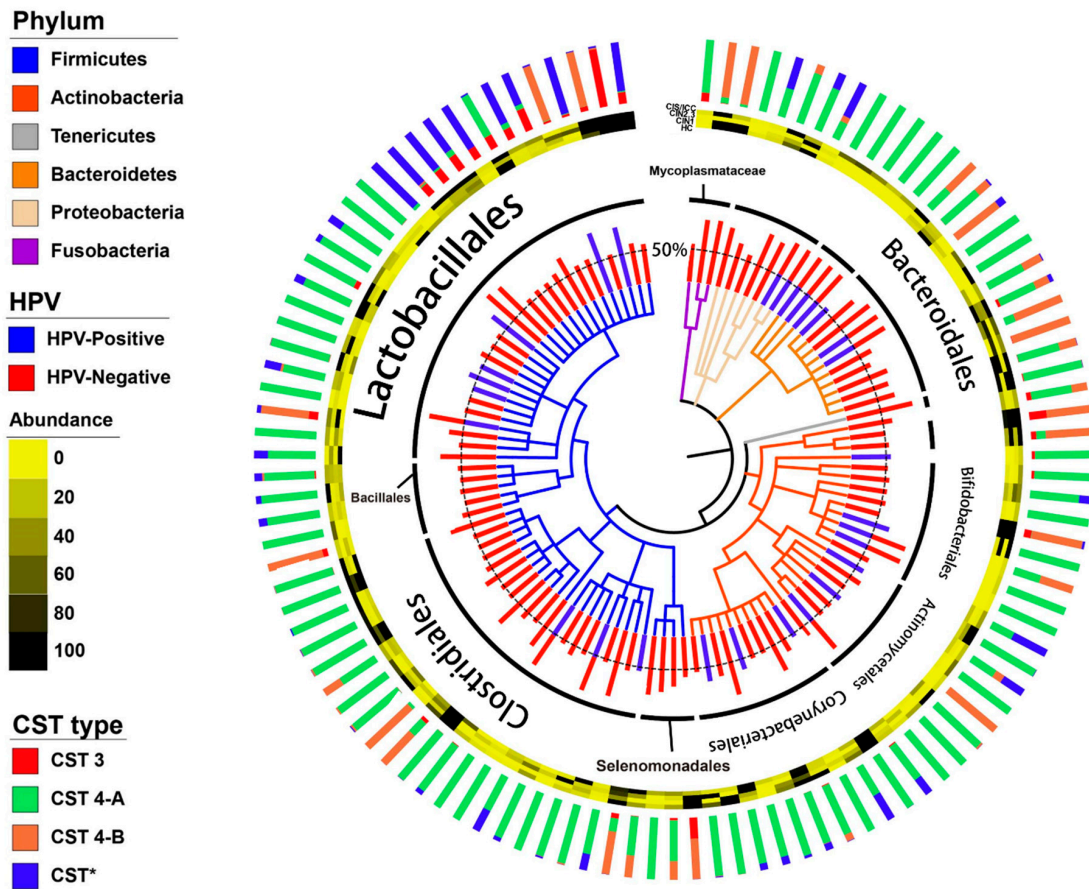 Phylum
Firmicutes
Actinobacteria
Tenericutes
Bacteroidetes
Proteobacteria
Fusobacteria
HPV
HPV-Positive
HPV-Negative
Abundance
0
20
40
60
80
100
CST type
CST 3
CST 4-A
CST 4-B
CST*
CIS/ICC
CIN2,3
CIN1
HC
Mycoplasmataceae
50%
Bacteroidales
Bifidobacteriales
Actinomycetales
Corynebacteriales
Selenomonadales
Clostridiales
Bacillales
Lactobacillales